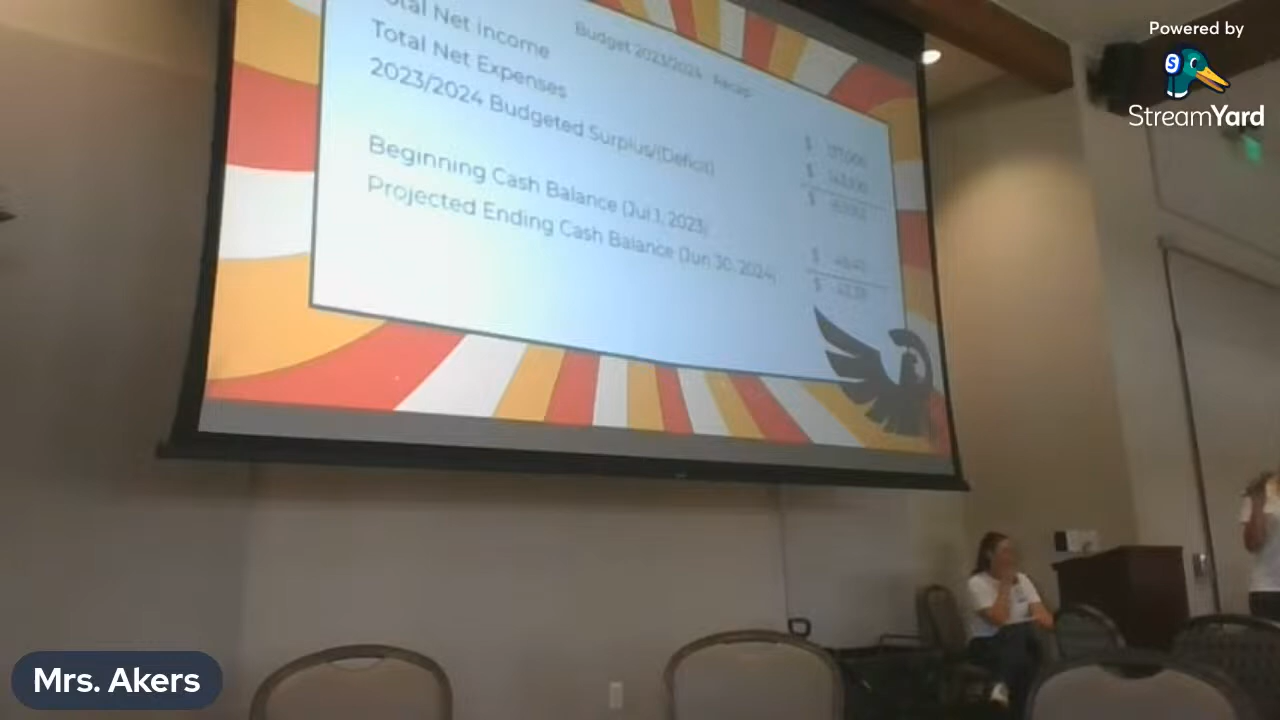 Powered by
StreamYard
Budget 2023/2024 - Recap
Total Net Income
Total Net Expenses
2023/2024 Budgeted Surplus/(Deficit)
Beginning Cash Balance (Jul 1, 2023)
Projected Ending Cash Balance (Jun 30, 2024)
$
$
$
$
$
Mrs. Akers